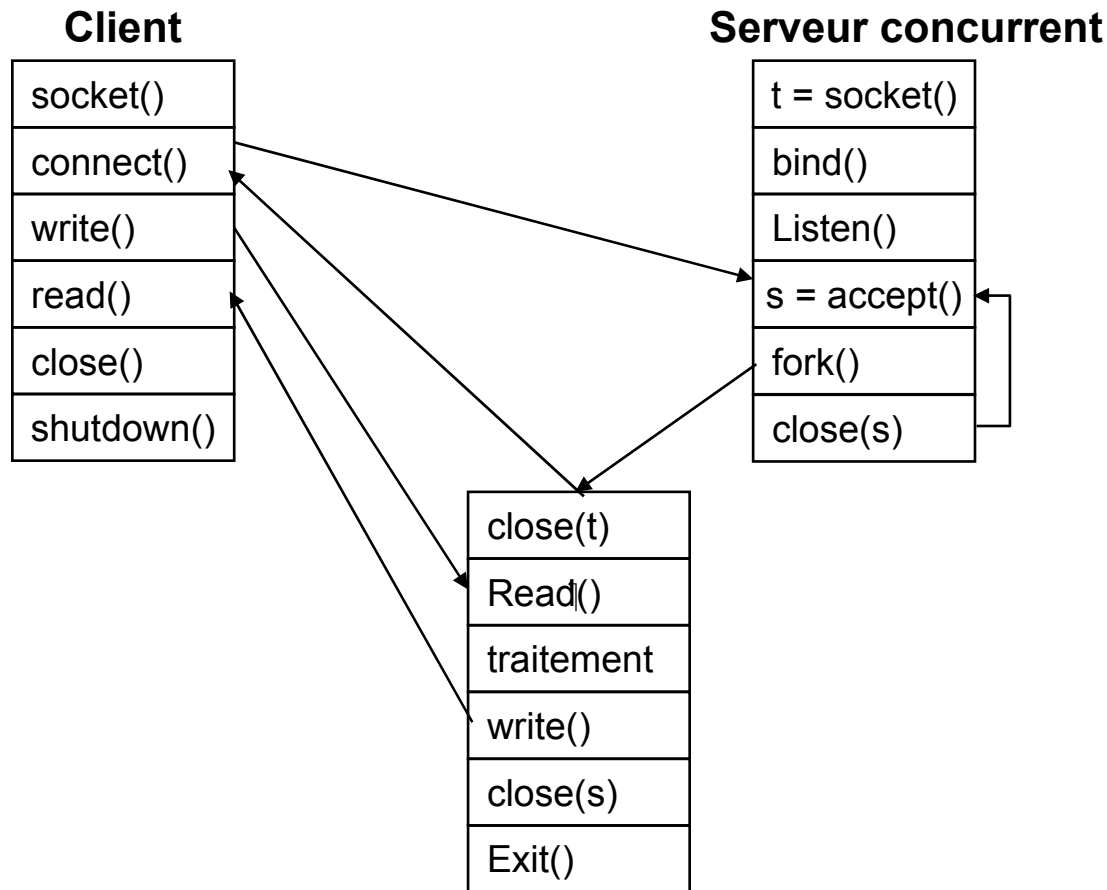 Client
socket()
connect()
write()
read()
close()
shutdown()
Serveur concurrent
t = socket()
bind()
Listen()
s = accept()
fork()
close(s)
close(t)
Read()
traitement
write()
close(s)
Exit()